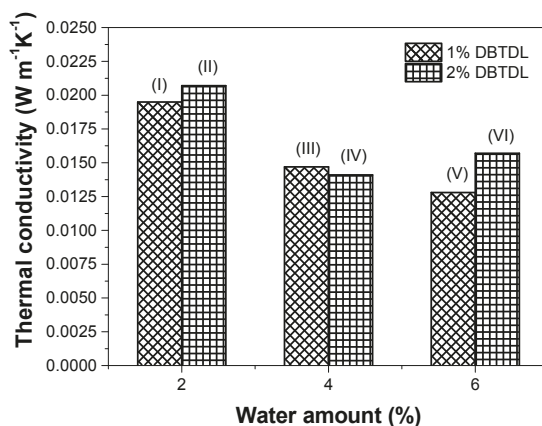 Thermal conductivity (W m⁻¹K⁻¹)
0.0250
0.0225
0.0200
0.0175
0.0150
0.0125
0.0100
0.0075
0.0050
0.0025
0.0000
1% DBTDL
2% DBTDL
(I)
(II)
(III)
(IV)
(V)
(VI)
2
4
6
Water amount (%)